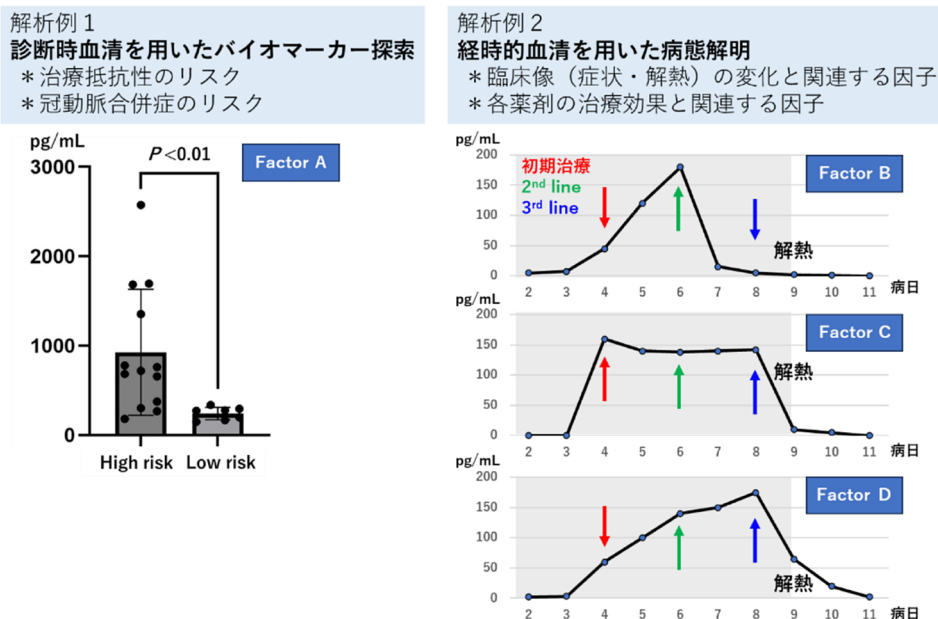 解析例１
診断時血清を用いたバイオマーカー探索
＊治療抵抗性のリスク
＊冠動脈合併症のリスク
pg/mL
P <0.01
Factor A
3000
2000
1000
0
High risk Low risk
解析例２
経時的血清を用いた病態解明
＊臨床像（症状・解熱）の変化と関連する因子
＊各薬剤の治療効果と関連する因子
pg/mL
200
150
100
50
0
初期治療
2nd line
3rd line
Factor B
解熱
2 3 4 5 6 7 8 9 10 11 病日
pg/mL
200
150
100
50
0
Factor C
解熱
2 3 4 5 6 7 8 9 10 11 病日
pg/mL
200
150
100
50
0
Factor D
解熱
2 3 4 5 6 7 8 9 10 11 病日